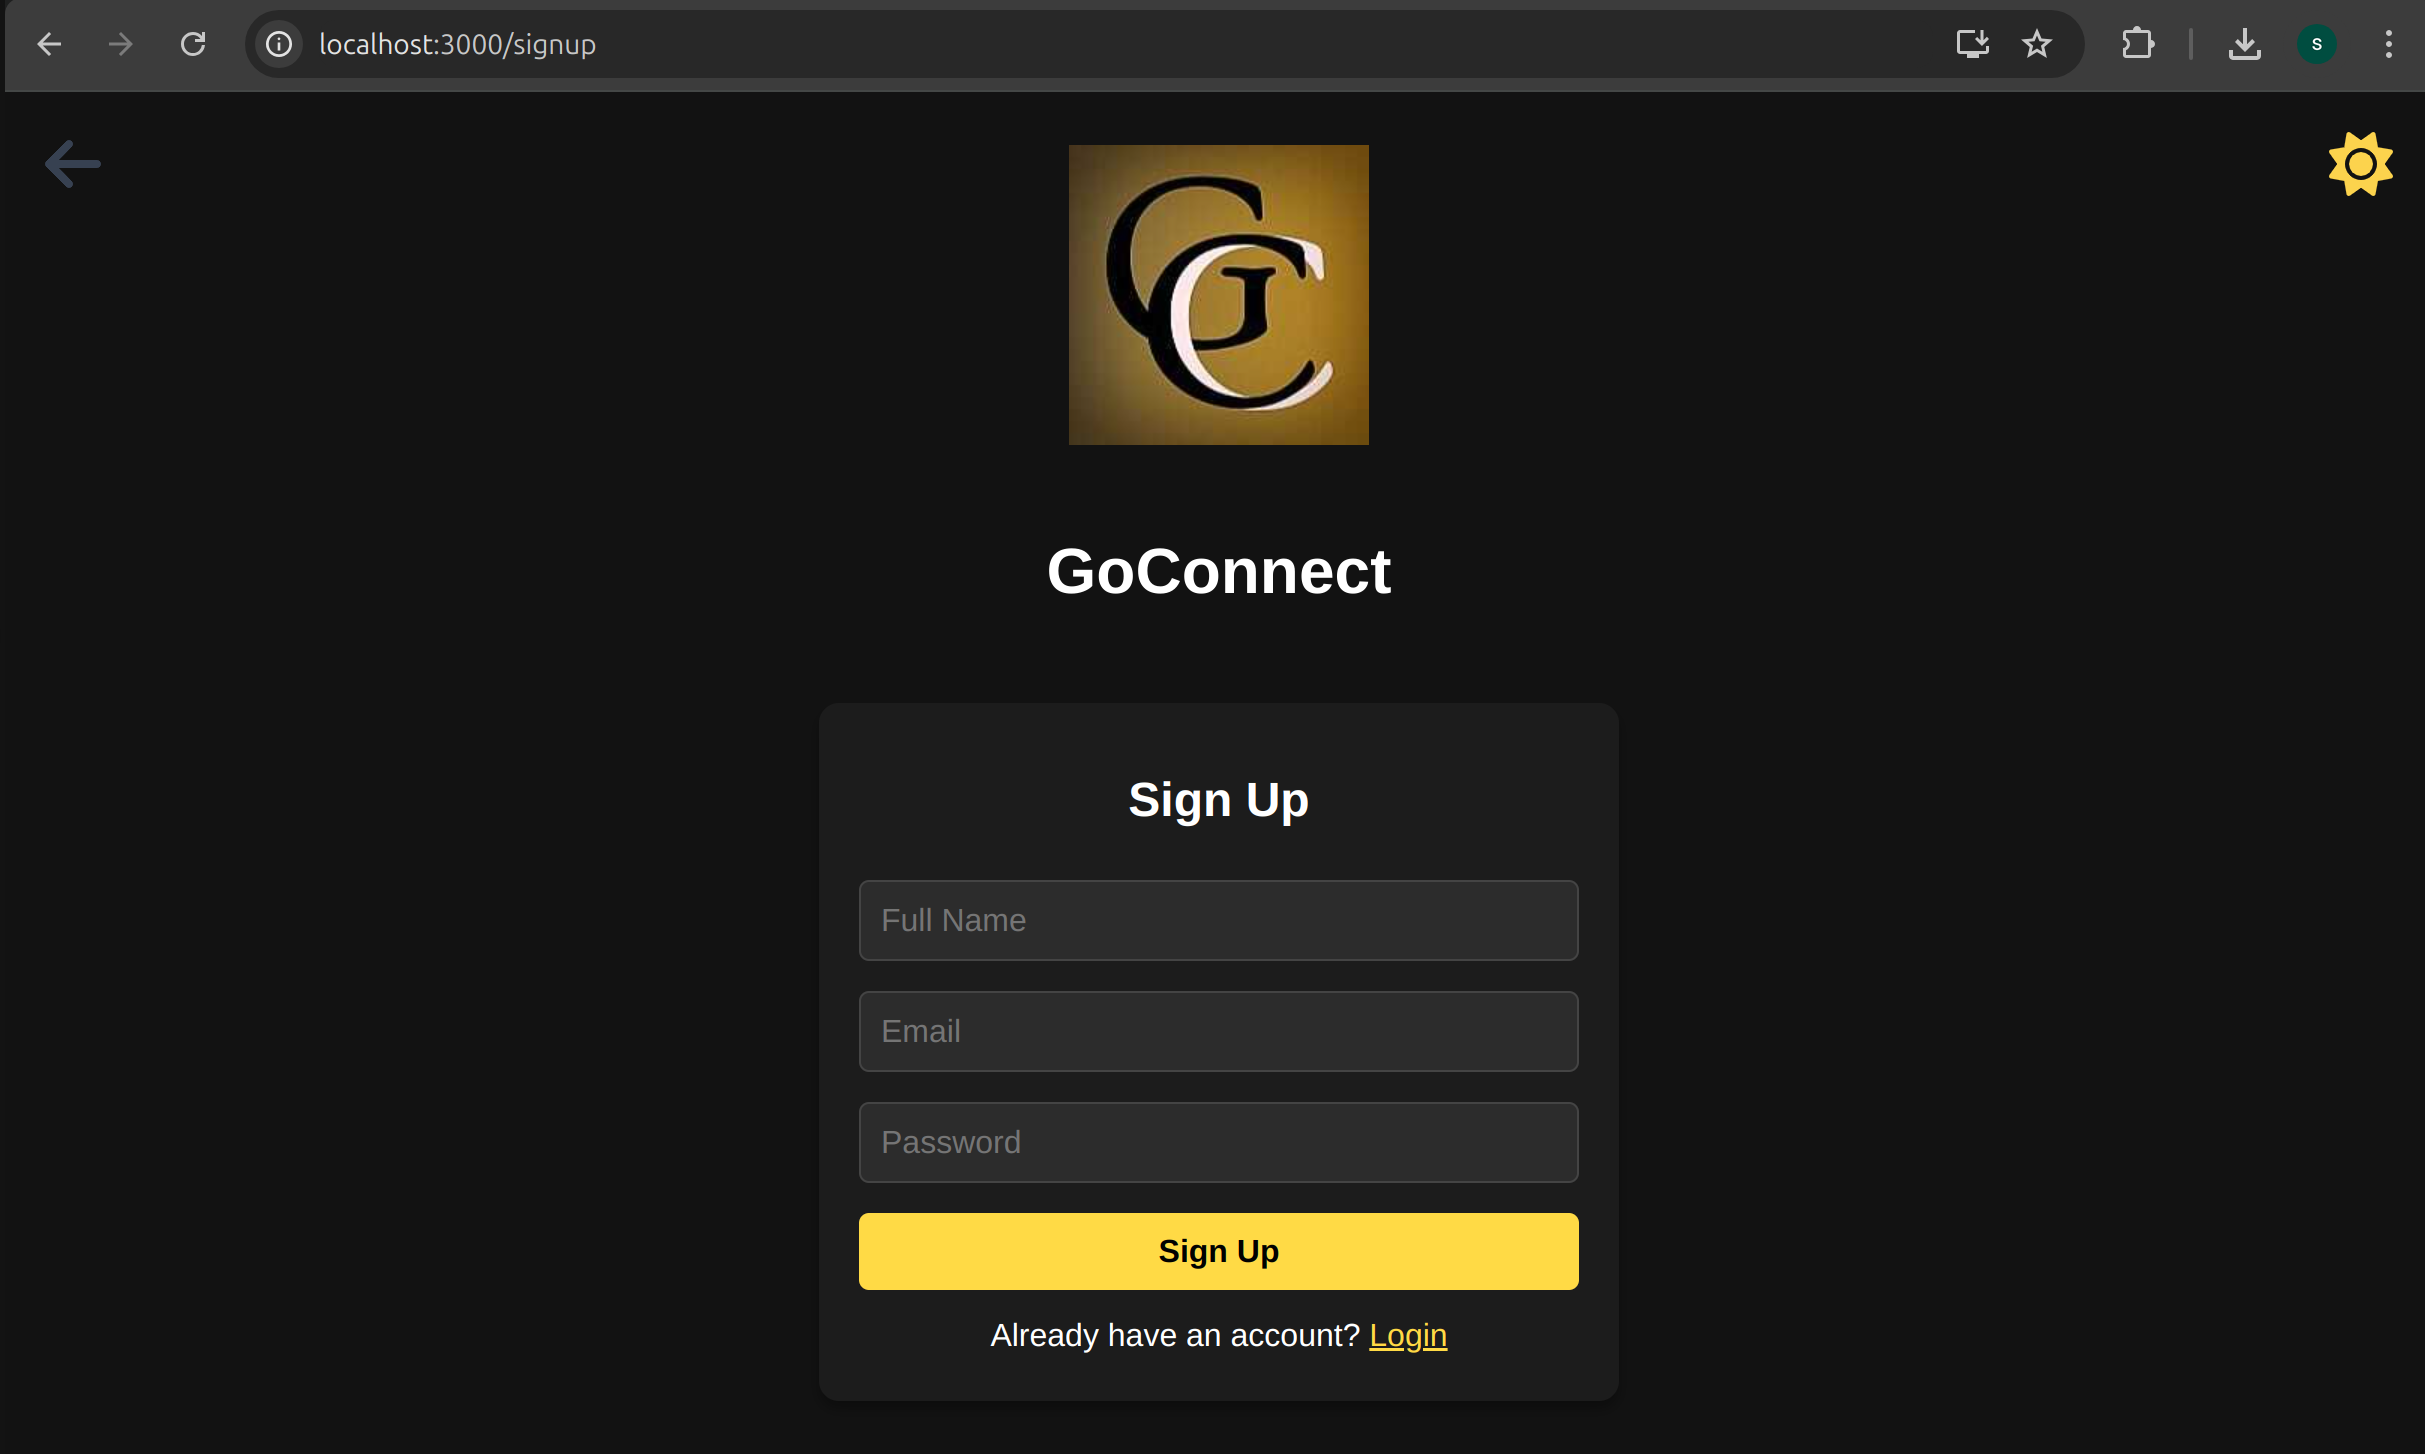 localhost:3000/signup
S
GC
GoConnect
Sign Up
Full Name
Email
Password
Sign Up
Already have an account? Login